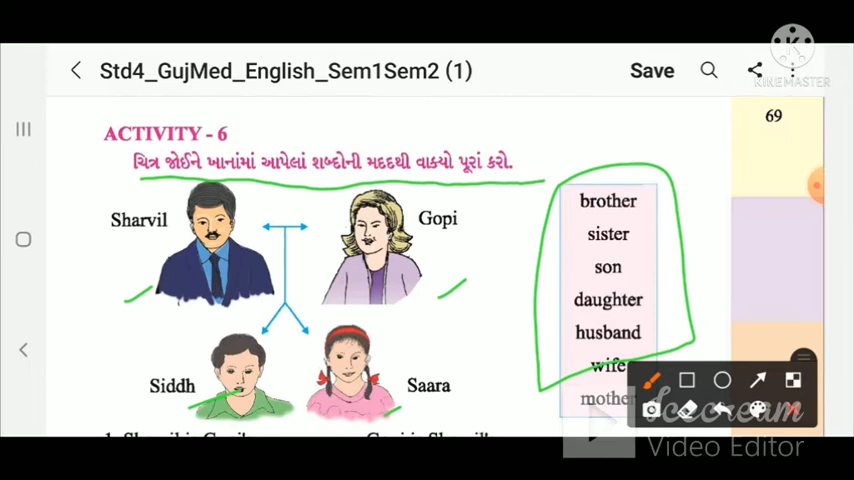 KINEMASTER
Std4_GujMed_English_Sem1Sem2 (1)
Save
69
ACTIVITY - 6
ચિત્ર જોઈને ખાનાંમાં આપેલાં શબ્દોની મદદથી વાક્યો પૂરાં કરો.
Sharvil
Gopi
Siddh
Saara
brother
sister
son
daughter
husband
wife
mother
Icecream
Video Editor